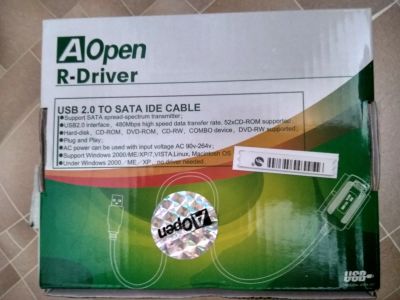 AOpen
R-Driver
USB 2.0 TO SATA IDE CABLE
●Support SATA spread-spectrum transmitter;
●USB2.0 interface, 480Mbps high speed data transfer rate. 52xCD-ROM supported;
●Hard-disk, CD-ROM, DVD-ROM, CD-RW, COMBO device, DVD-RW supported;
●Plug and Play;
●AC power can be used with input voltage AC 90v-264v;
●Support Windows 2000/ME/XP/7,VISTA,Linux, Macintosh OS
●Under Windows 2000, ME, XP, no driver needed
AOpen
USB